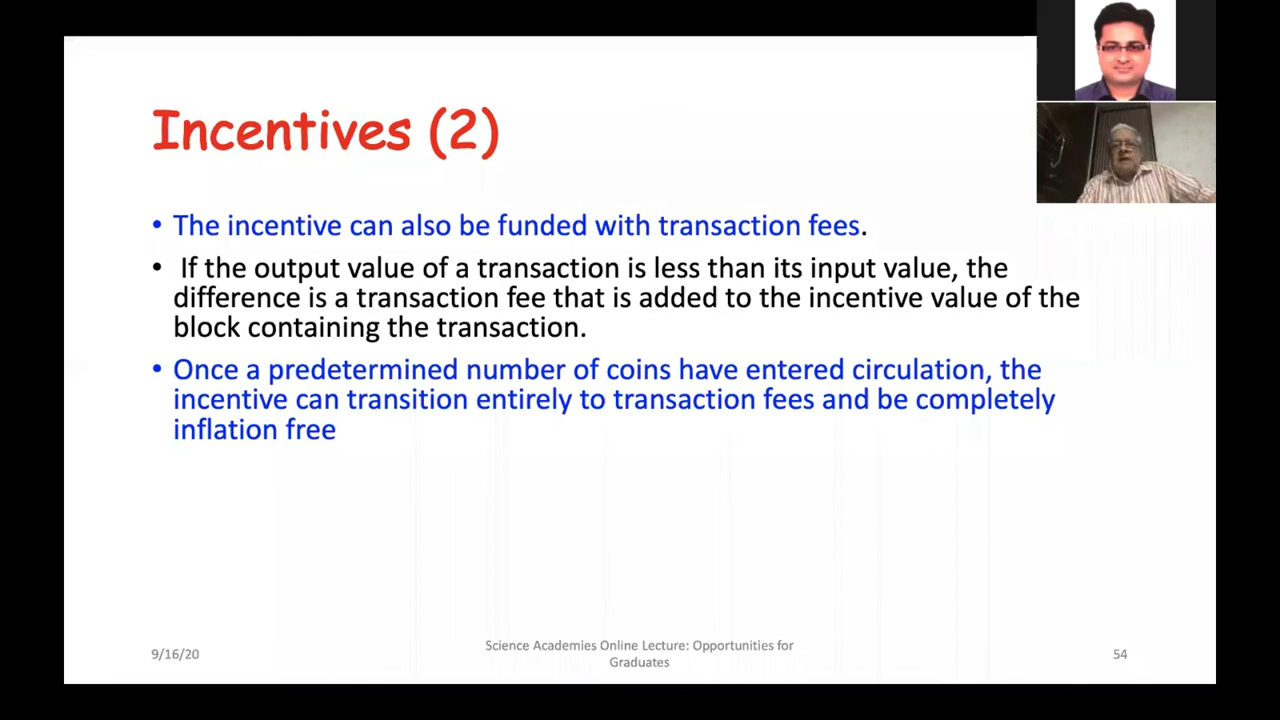 Incentives (2)
• The incentive can also be funded with transaction fees.
• If the output value of a transaction is less than its input value, the
difference is a transaction fee that is added to the incentive value of the
block containing the transaction.
• Once a predetermined number of coins have entered circulation, the
incentive can transition entirely to transaction fees and be completely
inflation free
9/16/20
Science Academies Online Lecture: Opportunities for
Graduates
54